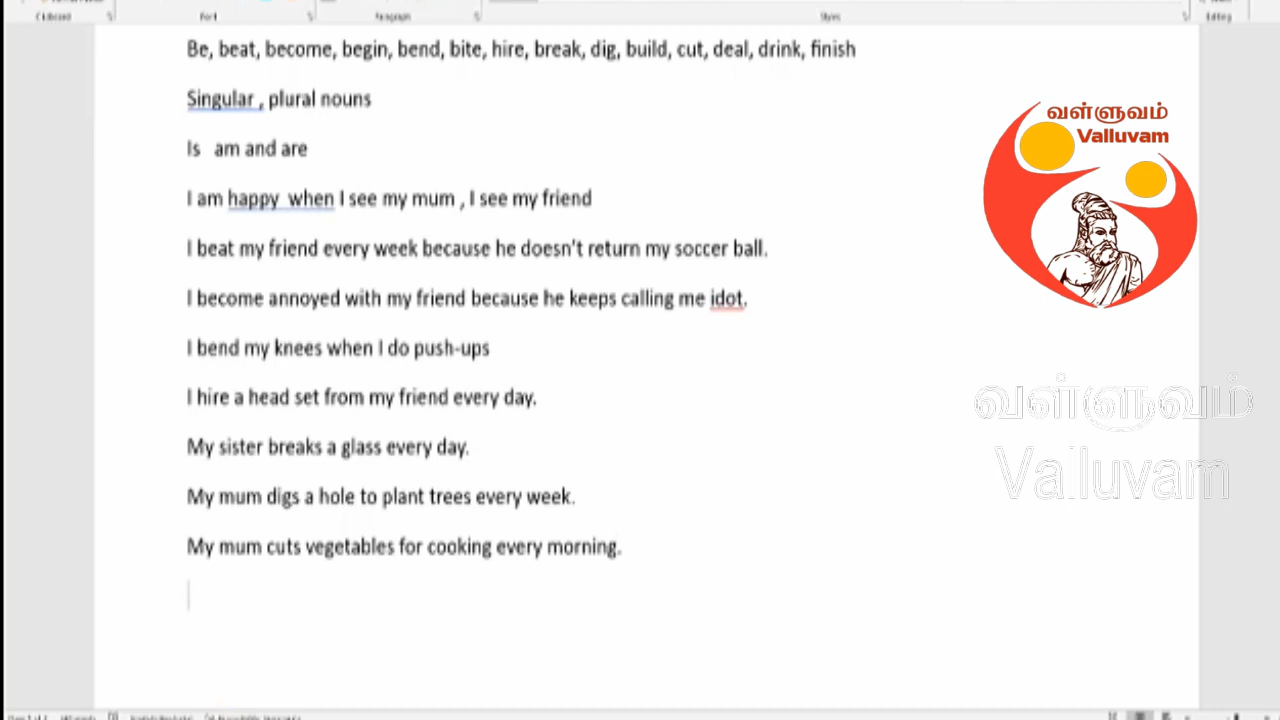 Clipboard Font Paragraph Styles Editing
Be, beat, become, begin, bend, bite, hire, break, dig, build, cut, deal, drink, finish
Singular , plural nouns
Is am and are
I am happy when I see my mum , I see my friend
I beat my friend every week because he doesn't return my soccer ball.
I become annoyed with my friend because he keeps calling me idot.
I bend my knees when I do push-ups
I hire a head set from my friend every day.
My sister breaks a glass every day.
My mum digs a hole to plant trees every week.
My mum cuts vegetables for cooking every morning.
வள்ளுவம்
Valluvam
வள்ளுவம்
Valluvam